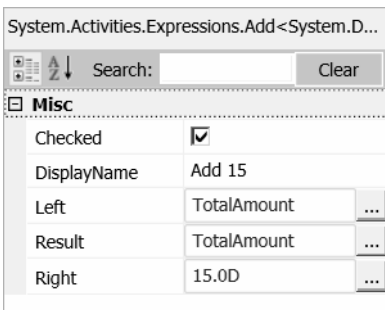 System.Activities.Expressions.Add<System.D...
Search: Clear
Misc
Checked
DisplayName Add 15
Left TotalAmount ...
Result TotalAmount ...
Right 15.0D ...